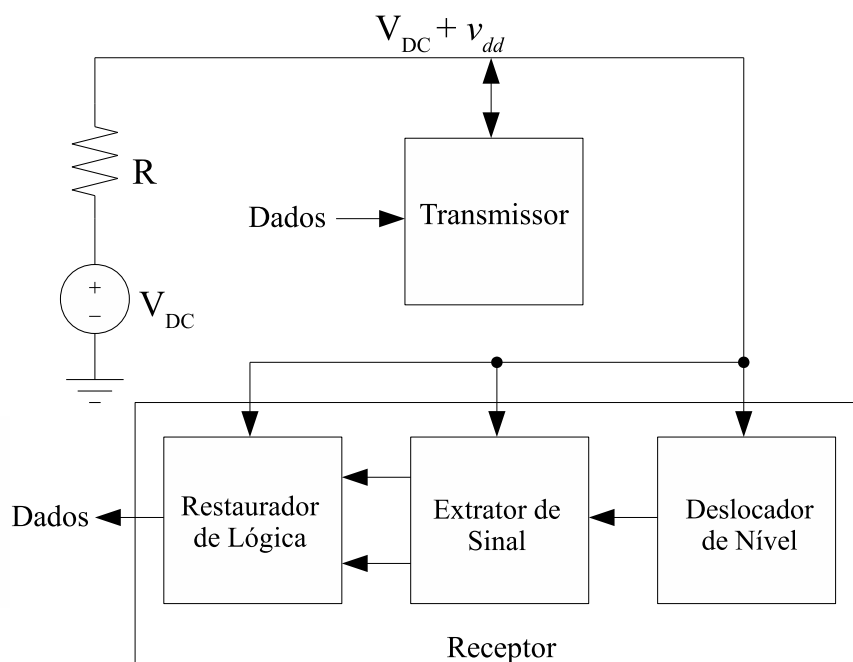 V_DC + v_dd
R
Dados
Transmissor
+
−
V_DC
Dados
Restaurador
de Lógica
Extrator de
Sinal
Deslocador
de Nível
Receptor